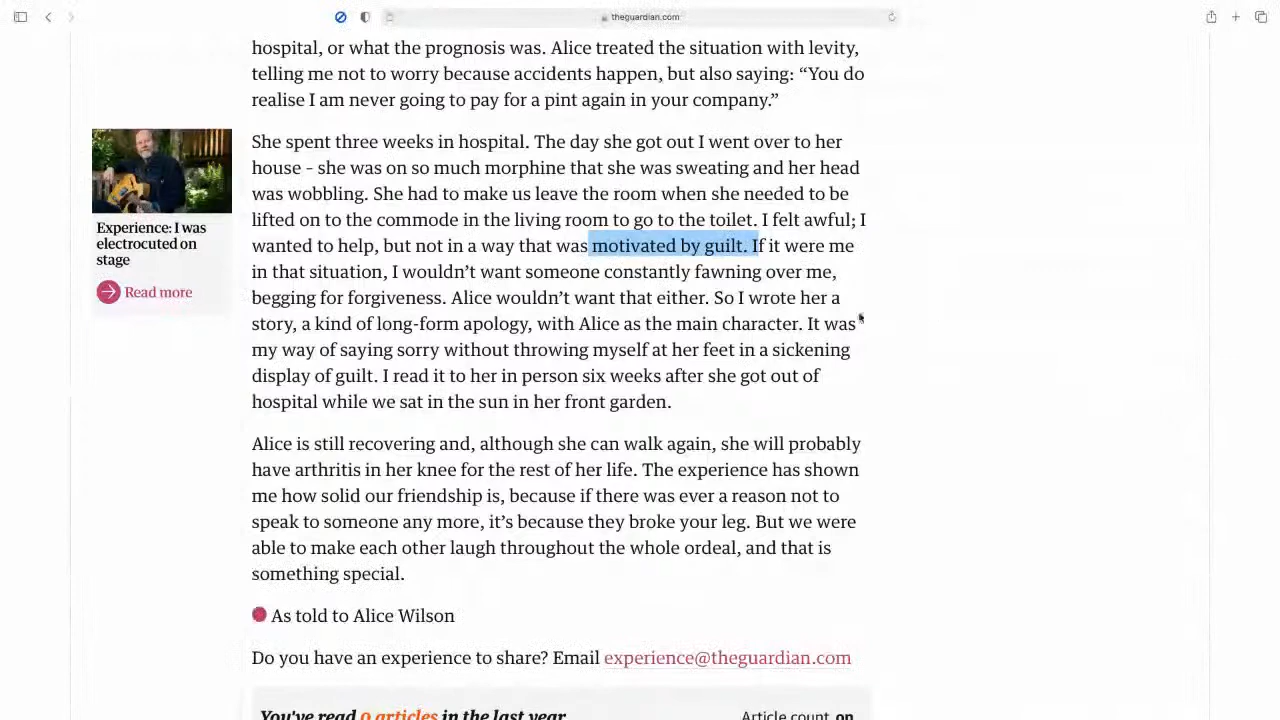 theguardian.com
hospital, or what the prognosis was. Alice treated the situation with levity,
telling me not to worry because accidents happen, but also saying: “You do
realise I am never going to pay for a pint again in your company.”
She spent three weeks in hospital. The day she got out I went over to her
house – she was on so much morphine that she was sweating and her head
was wobbling. She had to make us leave the room when she needed to be
lifted on to the commode in the living room to go to the toilet. I felt awful; I
wanted to help, but not in a way that was motivated by guilt. If it were me
in that situation, I wouldn’t want someone constantly fawning over me,
begging for forgiveness. Alice wouldn’t want that either. So I wrote her a
story, a kind of long-form apology, with Alice as the main character. It was
my way of saying sorry without throwing myself at her feet in a sickening
display of guilt. I read it to her in person six weeks after she got out of
hospital while we sat in the sun in her front garden.
Experience: I was
electrocuted on
stage
Read more
Alice is still recovering and, although she can walk again, she will probably
have arthritis in her knee for the rest of her life. The experience has shown
me how solid our friendship is, because if there was ever a reason not to
speak to someone any more, it’s because they broke your leg. But we were
able to make each other laugh throughout the whole ordeal, and that is
something special.
As told to Alice Wilson
Do you have an experience to share? Email experience@theguardian.com
You've read 0 articles in the last year
Article count on